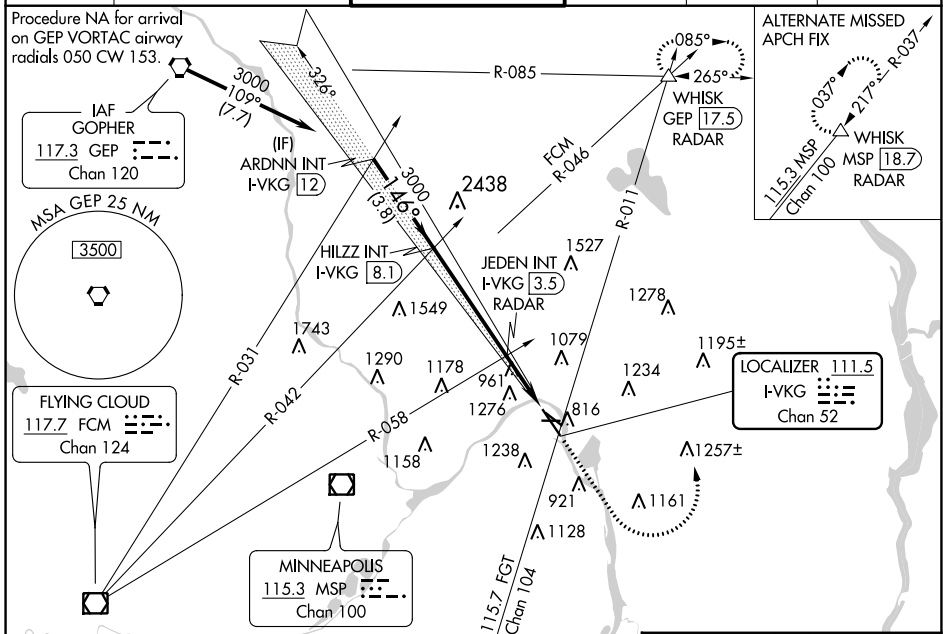 Procedure NA for arrival
on GEP VORTAC airway
radials 050 CW 153.
3000
109°
(7.7)
IAF
GOPHER
117.3 GEP
Chan 120
MSA GEP 25 NM
3500
326°
(IF)
ARDNN INT
I-VKG 12
3000
146°
(3.8)
2438
HILZZ INT
I-VKG 8.1
JEDEN INT
I-VKG 3.5
RADAR
R-085
085°
265°
WHISK
GEP 17.5
RADAR
FCM
R-046
R-011
ALTERNATE MISSED
APCH FIX
R-037
037°
217°
WHISK
MSP 18.7
RADAR
115.3 MSP
Chan 100
1527
1549
1743
1278
1079
1195±
1290
1178
961
1276
1234
LOCALIZER 111.5
I-VKG
Chan 52
816
R-031
R-042
R-058
FLYING CLOUD
117.7 FCM
Chan 124
1158
1238
1257±
921
1161
1128
MINNEAPOLIS
115.3 MSP
Chan 100
115.7 FGT
Chan 104